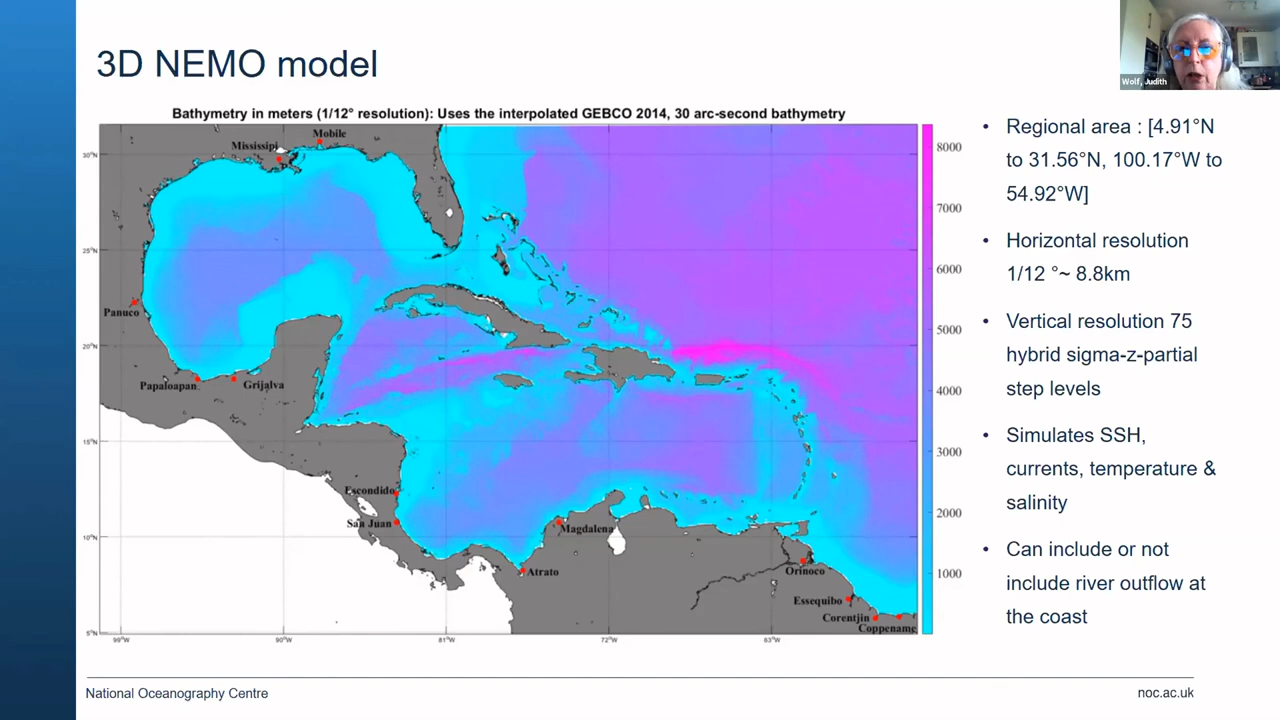 3D NEMO model
Wolf, Judith
Bathymetry in meters (1/12° resolution): Uses the interpolated GEBCO 2014, 30 arc-second bathymetry
Mobile
Mississipi
30°N
25°N
Panuco
20°N
Papaloapan
Grijalva
15°N
Escondido
San Juan
Magdalena
10°N
Atrato
Orinoco
Essequibo
Corentjin
Coppename
5°N
99°W
90°W
81°W
72°W
63°W
8000
7000
6000
5000
4000
3000
2000
1000
• Regional area : [4.91°N
to 31.56°N, 100.17°W to
54.92°W]
• Horizontal resolution
1/12 °~ 8.8km
• Vertical resolution 75
hybrid sigma-z-partial
step levels
• Simulates SSH,
currents, temperature &
salinity
• Can include or not
include river outflow at
the coast
National Oceanography Centre
noc.ac.uk